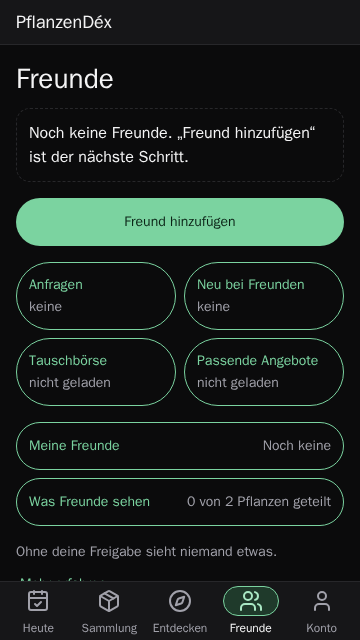 PflanzenDéx
Freunde
Noch keine Freunde. „Freund hinzufügen“
ist der nächste Schritt.
Freund hinzufügen
Anfragen
keine
Neu bei Freunden
keine
Tauschbörse
nicht geladen
Passende Angebote
nicht geladen
Meine Freunde
Noch keine
Was Freunde sehen
0 von 2 Pflanzen geteilt
Ohne deine Freigabe sieht niemand etwas.
Heute
Sammlung
Entdecken
Freunde
Konto